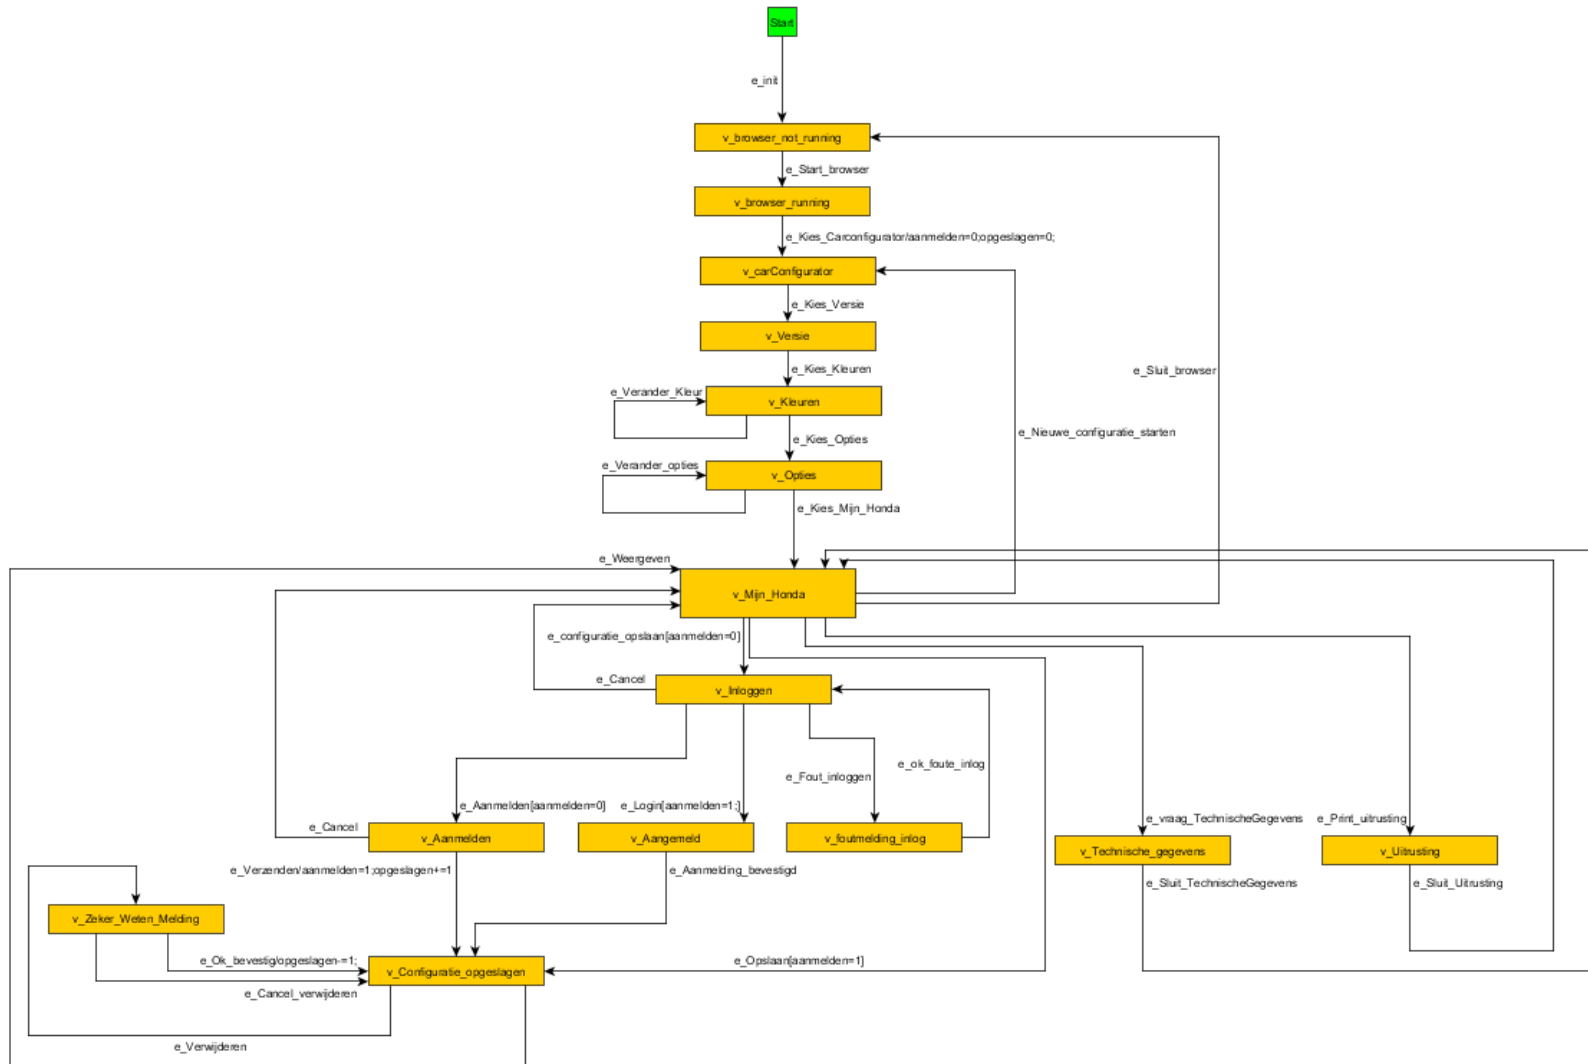 Start
e_init
v_browser_not_running
e_Start_browser
v_browser_running
e_Kies_Carconfigurator/aanmelden=0;opgeslagen=0;
v_carConfigurator
e_Kies_Versie
v_Versie
e_Kies_Kleuren
e_Sluit_browser
e_Verander_Kleur
v_Kleuren
e_Kies_Opties
e_Nieuwe_configuratie_starten
e_Verander_opties
v_Opties
e_Kies_Mijn_Honda
e_Weergeven
v_Mijn_Honda
e_configuratie_opslaan[aanmelden=0]
e_Cancel
v_Inloggen
e_Fout_inloggen
e_ok_foute_inlog
e_Aanmelden[aanmelden=0]
e_Login[aanmelden=1;]
e_vraag_TechnischeGegevens
e_Print_uitrusting
e_Cancel
v_Aanmelden
v_Aangemeld
v_foutmelding_inlog
v_Technische_gegevens
v_Uitrusting
e_Verzenden/aanmelden=1;opgeslagen+=1
e_Aanmelding_bevestigd
e_Sluit_TechnischeGegevens
e_Sluit_Uitrusting
v_Zeker_Weten_Melding
e_Ok_bevestig/opgeslagen-=1;
v_Configuratie_opgeslagen
e_Opslaan[aanmelden=1]
e_Cancel_verwijderen
e_Verwijderen